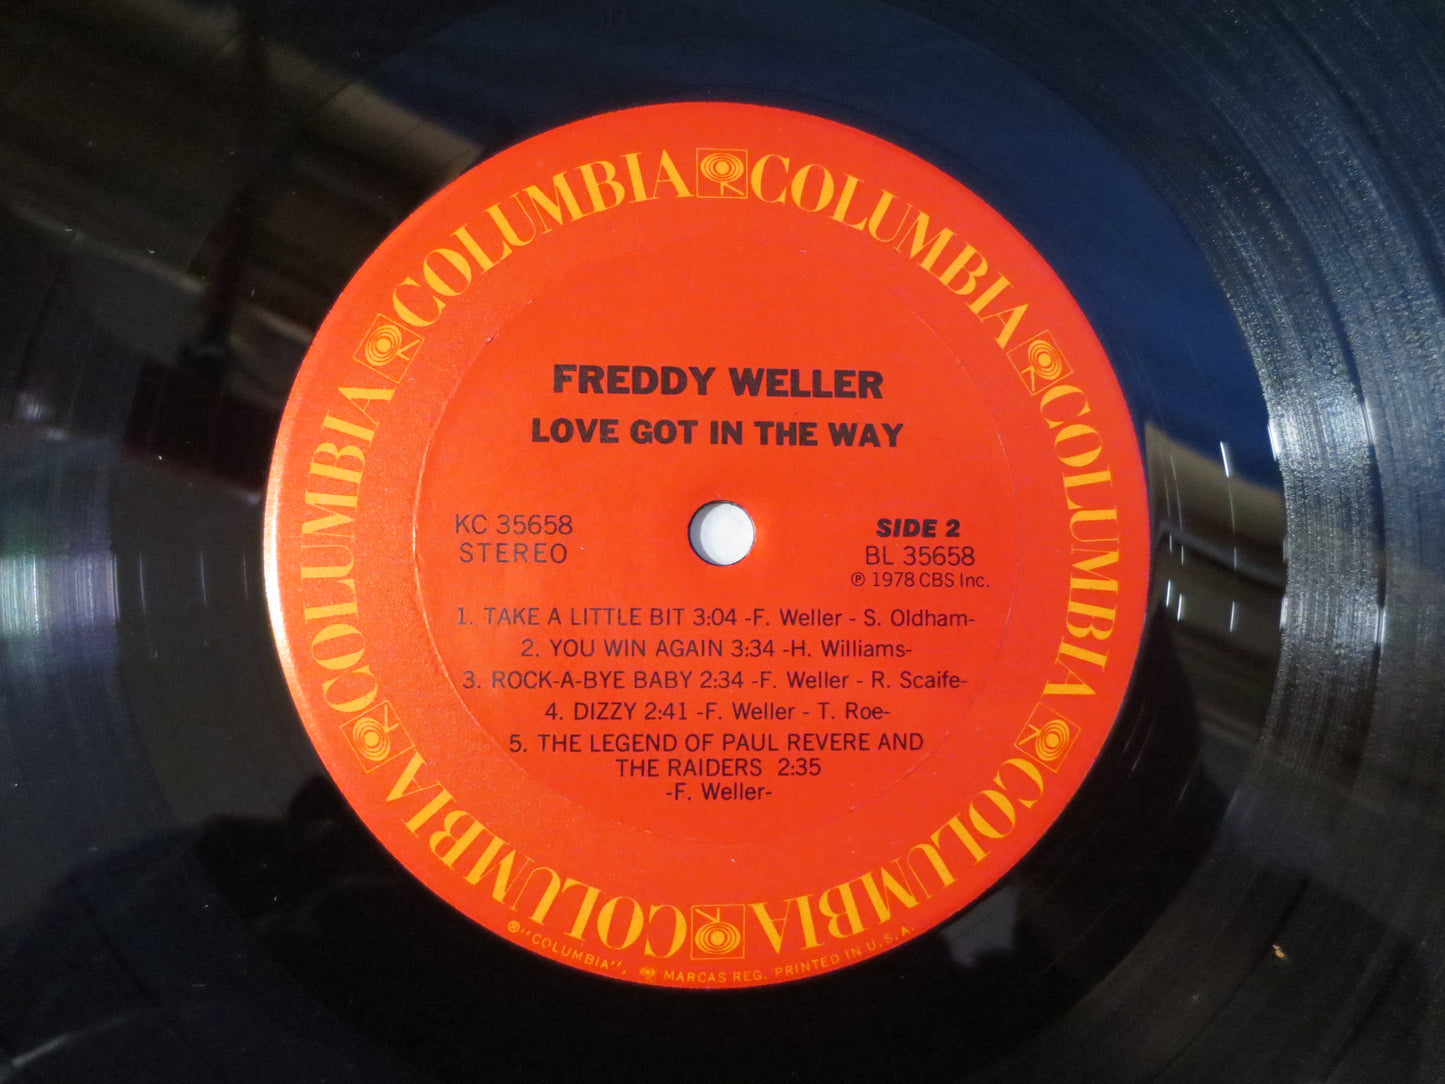 COLUMBIA COLUMBIA COLUMBIA COLUMBIA COLUMBIA COLUMBIA
FREDDY WELLER
LOVE GOT IN THE WAY
KC 35658
STEREO
SIDE 2
BL 35658
℗ 1978 CBS Inc.
1. TAKE A LITTLE BIT 3:04 -F. Weller - S. Oldham-
2. YOU WIN AGAIN 3:34 -H. Williams-
3. ROCK-A-BYE BABY 2:34 -F. Weller - R. Scaife-
4. DIZZY 2:41 -F. Weller - T. Roe-
5. THE LEGEND OF PAUL REVERE AND
THE RAIDERS 2:35
-F. Weller-
®"COLUMBIA", MARCAS REG. PRINTED IN U.S.A.